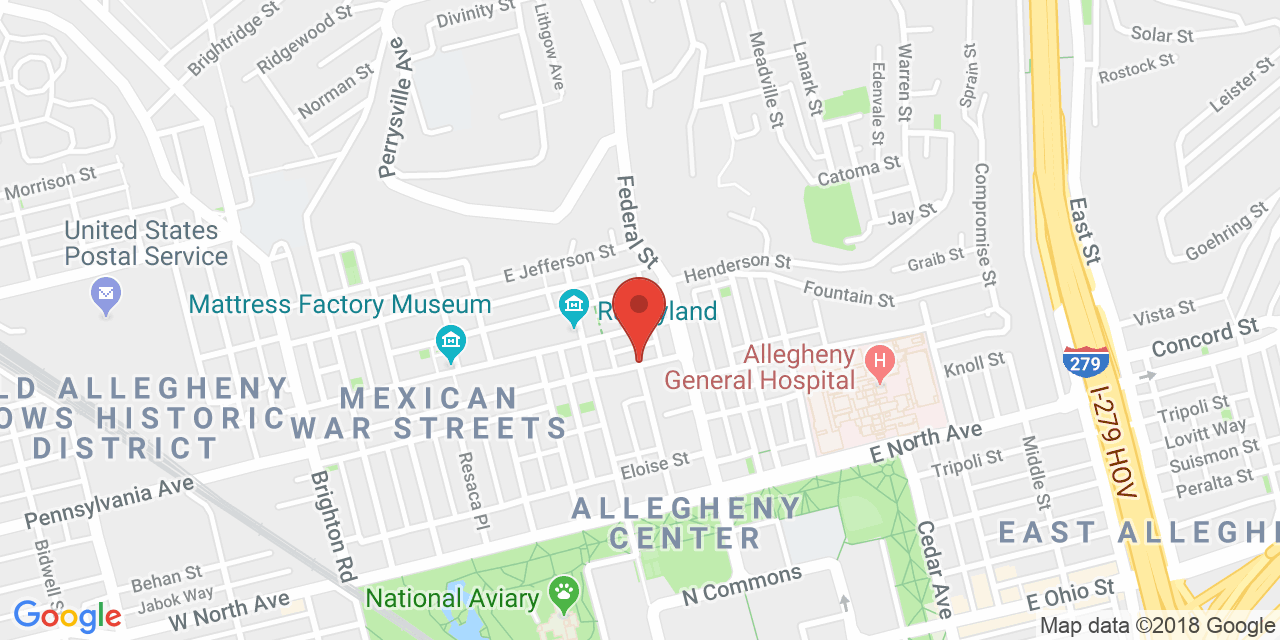 Divinity St
Brightridge St
Ridgewood St
Norman St
Perrysville Ave
Lithgow Ave
Meadville St
Lanark St
Warren St
Edenvale St
Sprain St
Solar St
Rostock St
Leister St
Morrison St
Catoma St
Compromise St
Federal St
Jay St
East St
Goehring St
United States
Postal Service
E Jefferson St
Henderson St
Graib St
Fountain St
Mattress Factory Museum
Vista St
Concord St
Allegheny
General Hospital
H
Knoll St
279
I-279 HOV
LD ALLEGHENY
OWS HISTORIC
DISTRICT
MEXICAN
WAR STREETS
Tripoli St
Lovitt Way
Suismon St
Peralta St
E North Ave
Tripoli St
Middle St
Eloise St
Resaca Pl
Pennsylvania Ave
Brighton Rd
ALLEGHENY
CENTER
EAST ALLEGHE
Cedar Ave
Bidwell S
Behan St
Jabok Way
W North Ave
National Aviary
N Commons
E Ohio St
Google
Map data ©2018 Google